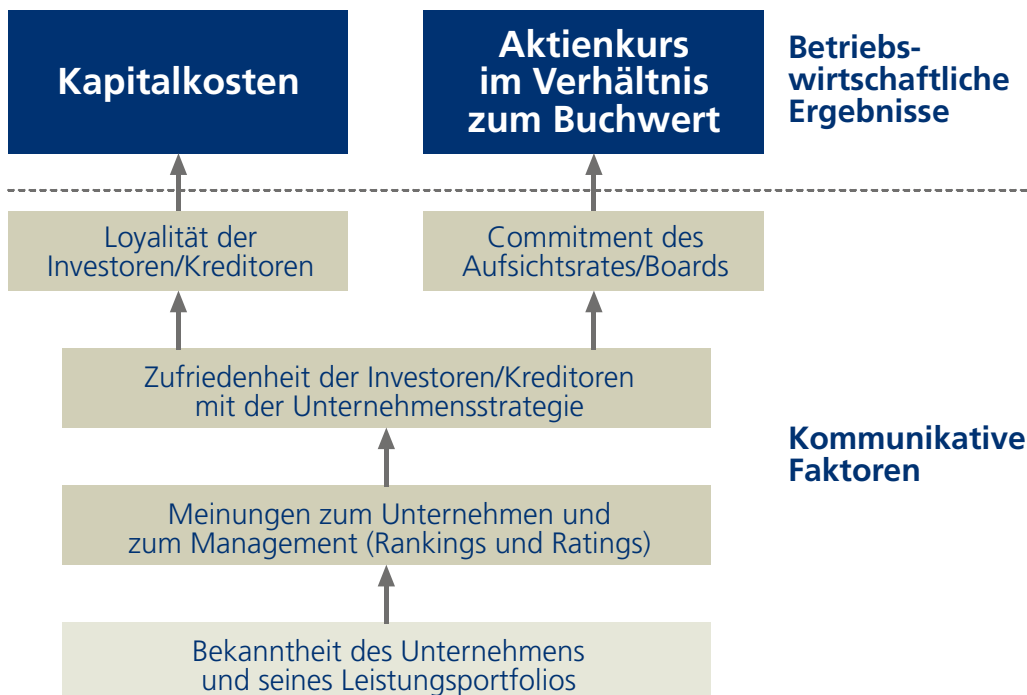 Kapitalkosten
Aktienkurs
im Verhältnis
zum Buchwert
Betriebs-
wirtschaftliche
Ergebnisse
Loyalität der
Investoren/Kreditoren
Commitment des
Aufsichtsrates/Boards
Zufriedenheit der Investoren/Kreditoren
mit der Unternehmensstrategie
Kommunikative
Faktoren
Meinungen zum Unternehmen und
zum Management (Rankings und Ratings)
Bekanntheit des Unternehmens
und seines Leistungsportfolios